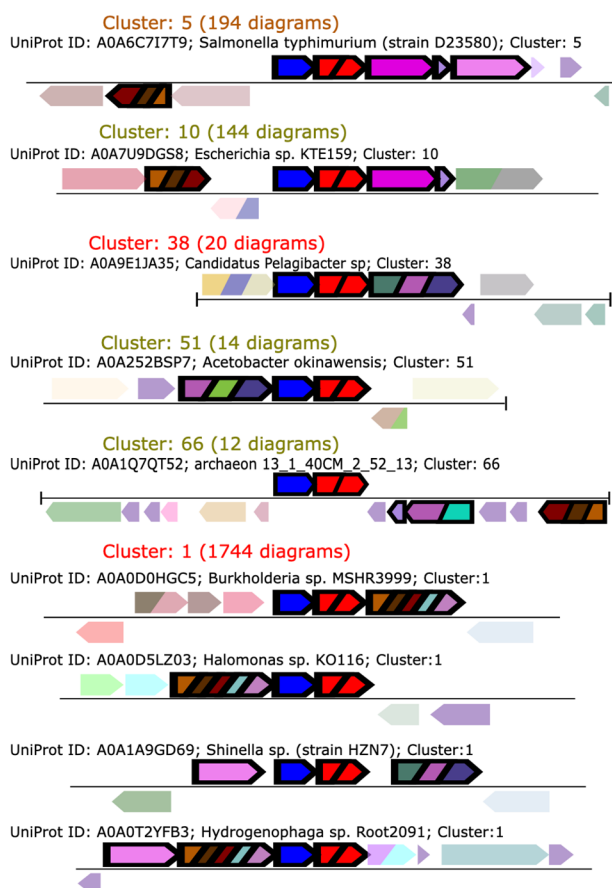 Cluster: 5 (194 diagrams)
UniProt ID: A0A6C7I7T9; Salmonella typhimurium (strain D23580); Cluster: 5
Cluster: 10 (144 diagrams)
UniProt ID: A0A7U9DGS8; Escherichia sp. KTE159; Cluster: 10
Cluster: 38 (20 diagrams)
UniProt ID: A0A9E1JA35; Candidatus Pelagibacter sp; Cluster: 38
Cluster: 51 (14 diagrams)
UniProt ID: A0A252BSP7; Acetobacter okinawensis; Cluster: 51
Cluster: 66 (12 diagrams)
UniProt ID: A0A1Q7QT52; archaeon 13_1_40CM_2_52_13; Cluster: 66
Cluster: 1 (1744 diagrams)
UniProt ID: A0A0D0HGC5; Burkholderia sp. MSHR3999; Cluster:1
UniProt ID: A0A0D5LZ03; Halomonas sp. KO116; Cluster:1
UniProt ID: A0A1A9GD69; Shinella sp. (strain HZN7); Cluster:1
UniProt ID: A0A0T2YFB3; Hydrogenophaga sp. Root2091; Cluster:1